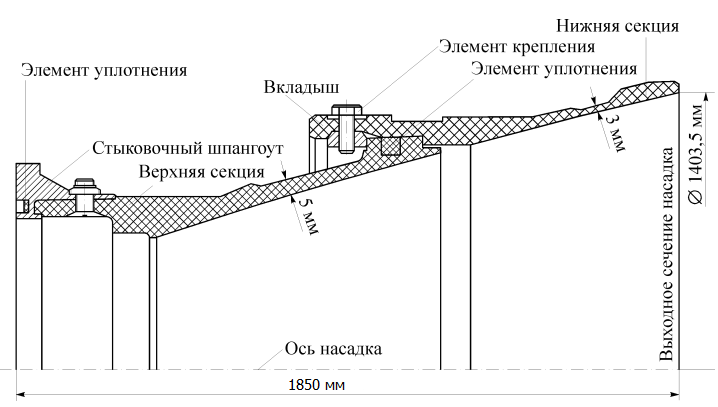 Нижняя секция
Элемент крепления
Элемент уплотнения
Элемент уплотнения
Вкладыш
Стыковочный шпангоут
Верхняя секция
3 мм
5 мм
Ø 1403,5 мм
Выходное сечение насадка
Ось насадка
1850 мм